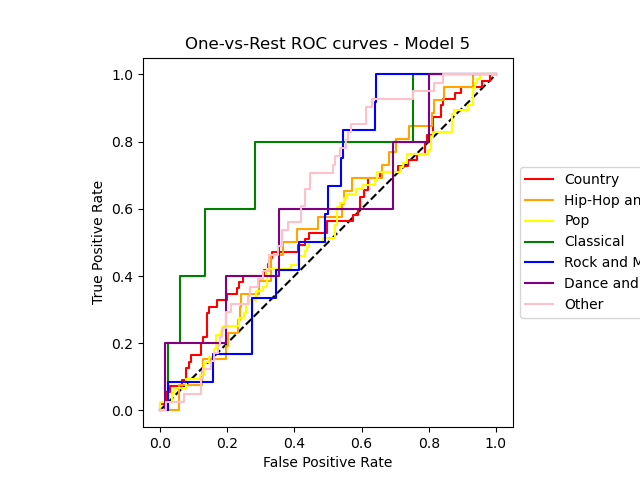 One-vs-Rest ROC curves - Model 5
True Positive Rate
1.0
0.8
0.6
0.4
0.2
0.0
0.0 0.2 0.4 0.6 0.8 1.0
False Positive Rate
Country
Hip-Hop an
Pop
Classical
Rock and M
Dance and
Other